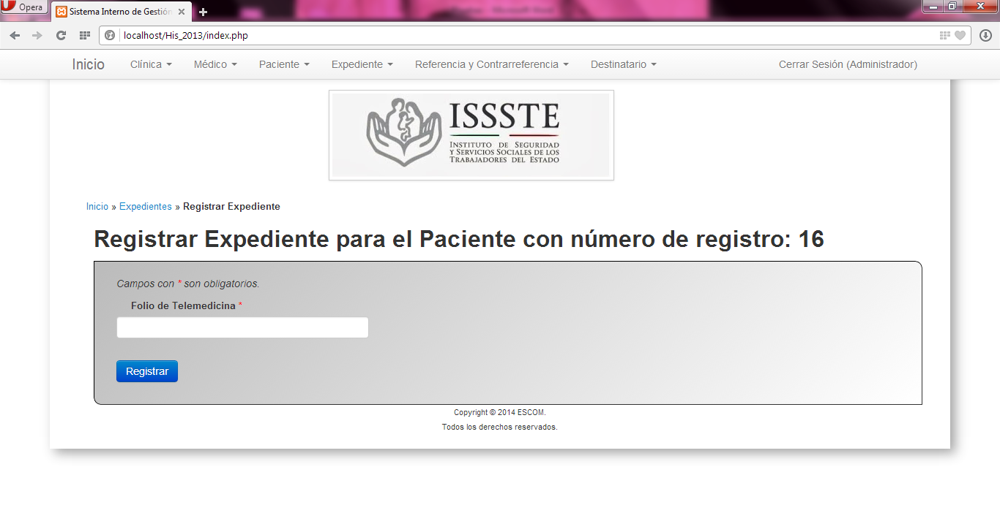 Opera
Sistema Interno de Gestión
localhost/His_2013/index.php
Inicio Clínica Médico Paciente Expediente Referencia y Contrarreferencia Destinatario Cerrar Sesión (Administrador)
ISSSTE
INSTITUTO DE SEGURIDAD
Y SERVICIOS SOCIALES DE LOS
TRABAJADORES DEL ESTADO
Inicio » Expedientes » Registrar Expediente
Registrar Expediente para el Paciente con número de registro: 16
Campos con * son obligatorios.
Folio de Telemedicina *
Registrar
Copyright © 2014 ESCOM.
Todos los derechos reservados.